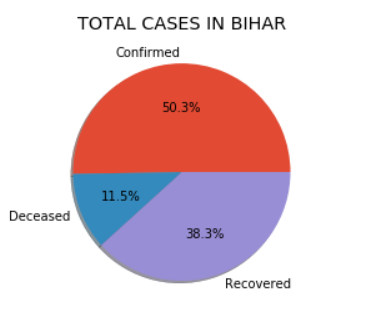 TOTAL CASES IN BIHAR
Confirmed
50.3%
11.5%
Deceased
38.3%
Recovered